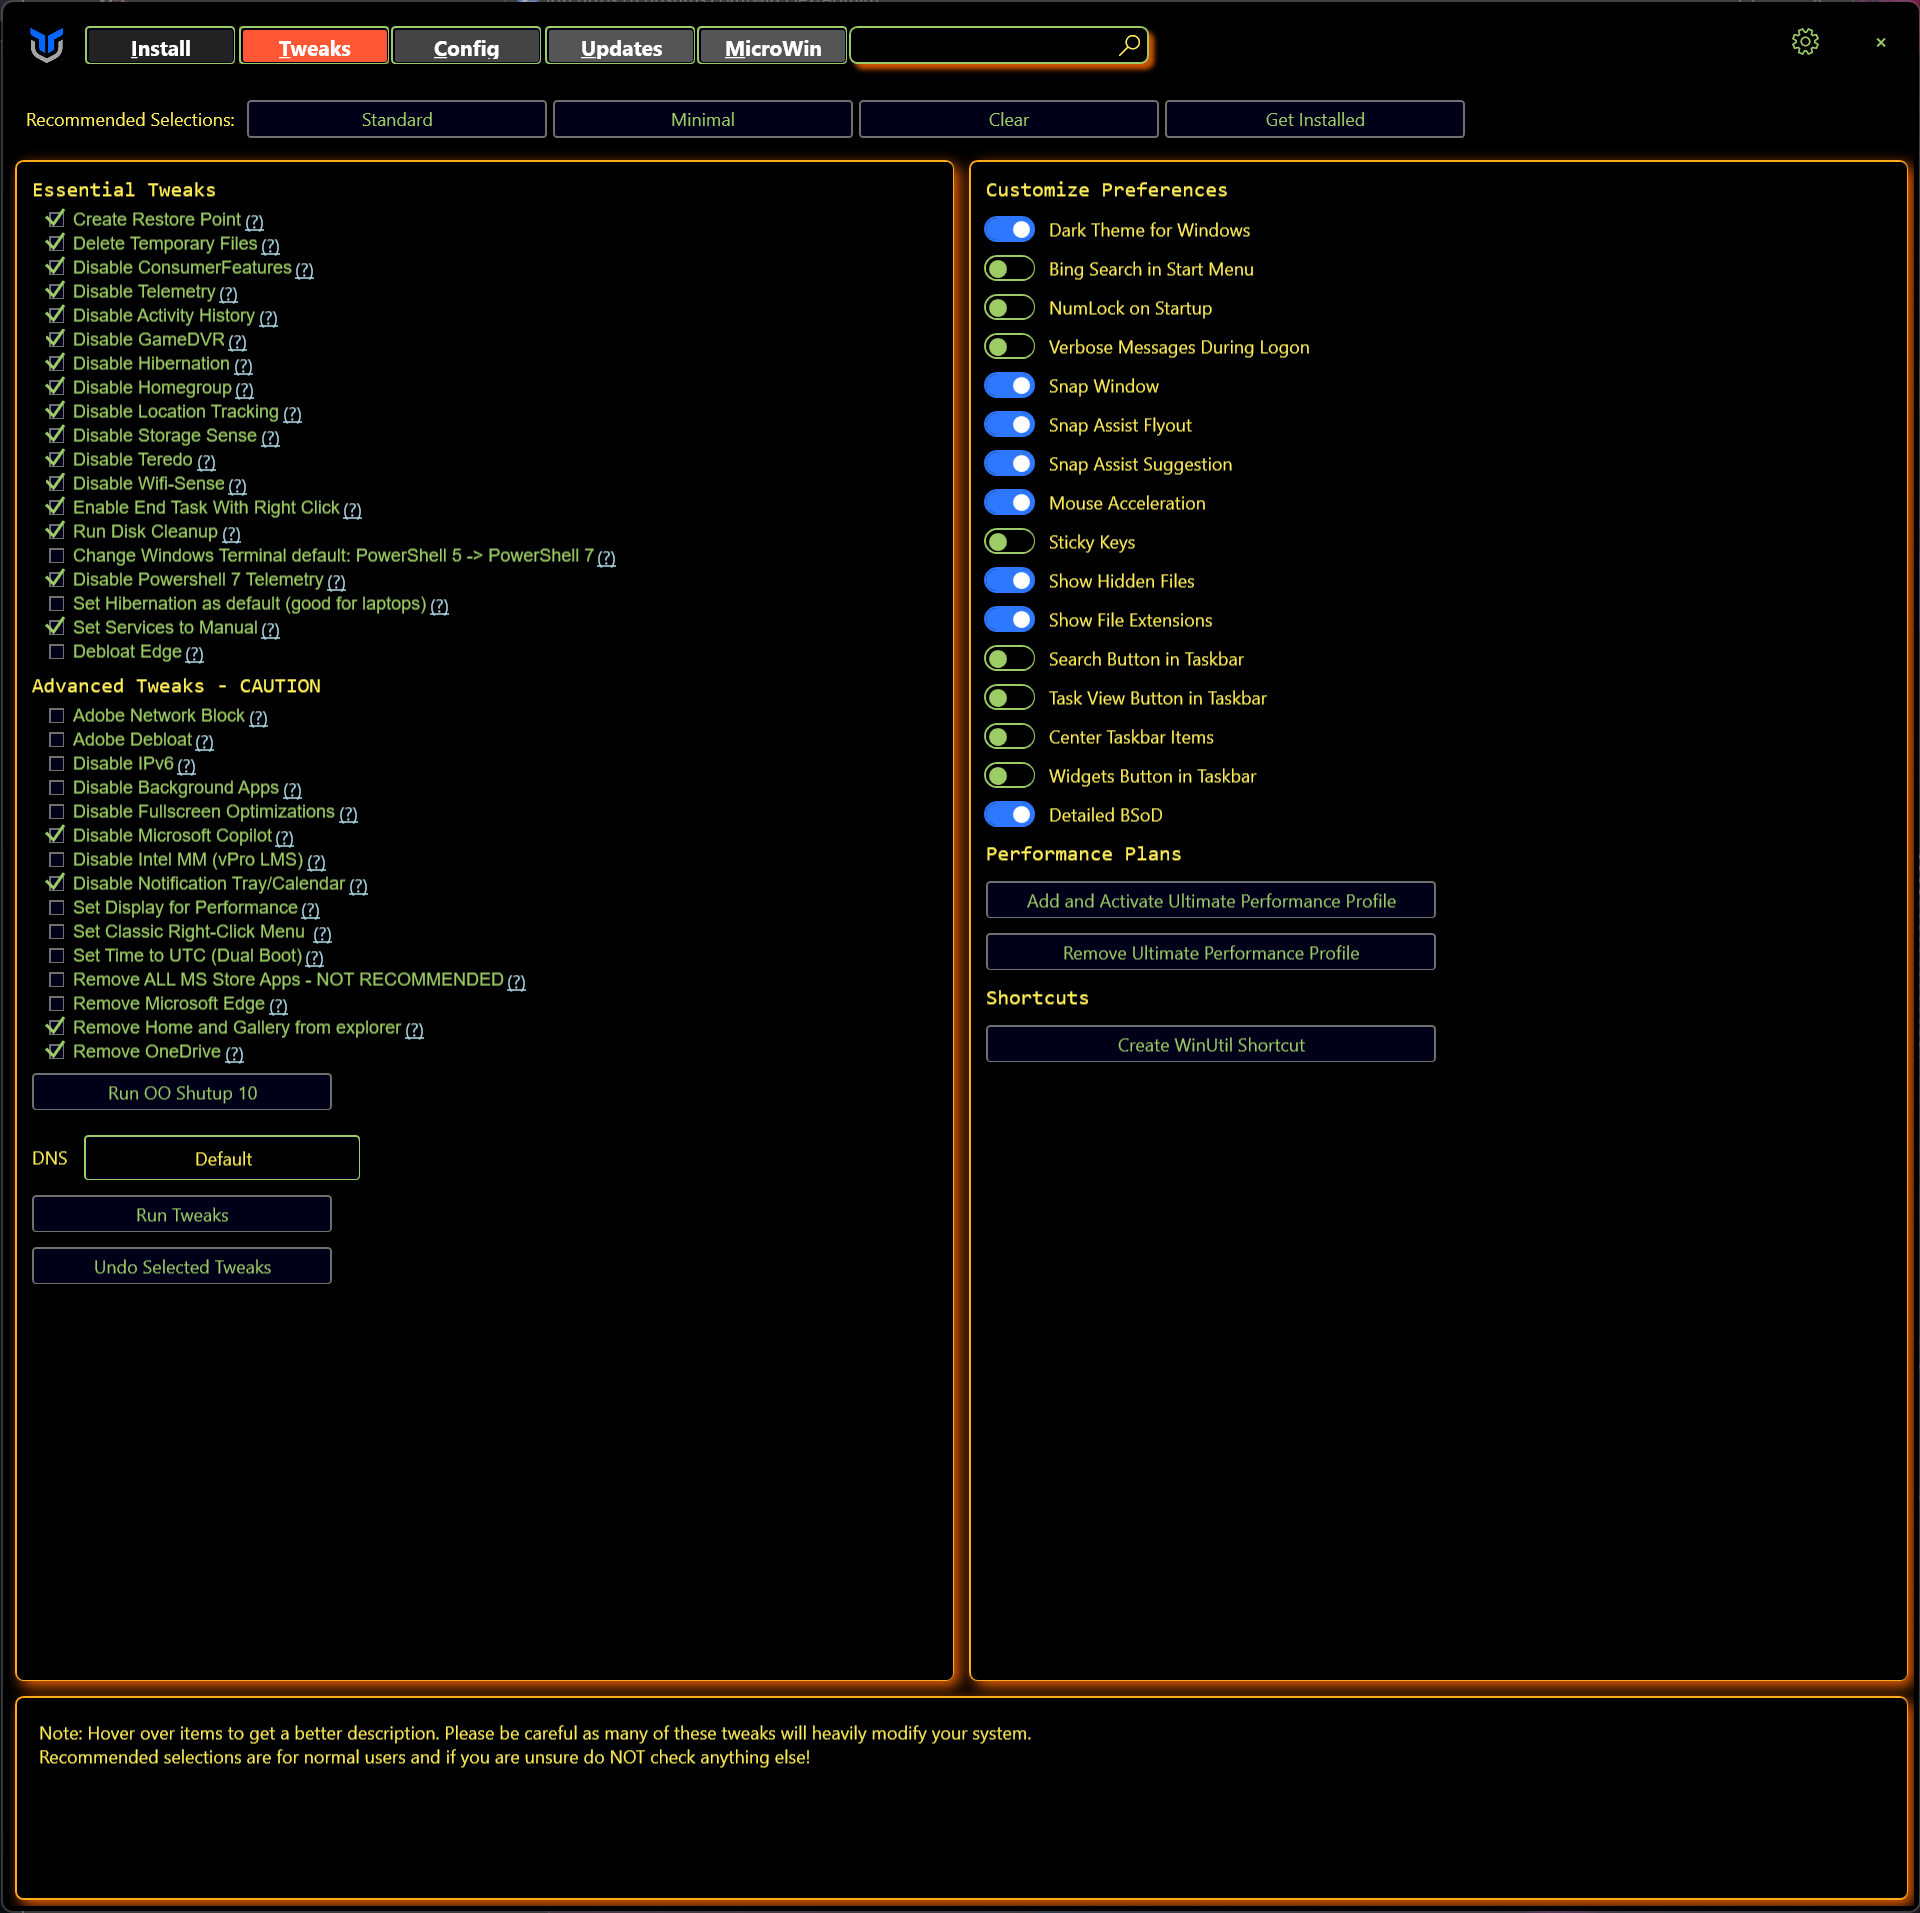 Install
Tweaks
Config
Updates
MicroWin
Recommended Selections:
Standard
Minimal
Clear
Get Installed
Essential Tweaks
Create Restore Point (?)
Delete Temporary Files (?)
Disable ConsumerFeatures (?)
Disable Telemetry (?)
Disable Activity History (?)
Disable GameDVR (?)
Disable Hibernation (?)
Disable Homegroup (?)
Disable Location Tracking (?)
Disable Storage Sense (?)
Disable Teredo (?)
Disable Wifi-Sense (?)
Enable End Task With Right Click (?)
Run Disk Cleanup (?)
Change Windows Terminal default: PowerShell 5 -> PowerShell 7 (?)
Disable Powershell 7 Telemetry (?)
Set Hibernation as default (good for laptops) (?)
Set Services to Manual (?)
Debloat Edge (?)
Advanced Tweaks - CAUTION
Adobe Network Block (?)
Adobe Debloat (?)
Disable IPv6 (?)
Disable Background Apps (?)
Disable Fullscreen Optimizations (?)
Disable Microsoft Copilot (?)
Disable Intel MM (vPro LMS) (?)
Disable Notification Tray/Calendar (?)
Set Display for Performance (?)
Set Classic Right-Click Menu (?)
Set Time to UTC (Dual Boot) (?)
Remove ALL MS Store Apps - NOT RECOMMENDED (?)
Remove Microsoft Edge (?)
Remove Home and Gallery from explorer (?)
Remove OneDrive (?)
Run OO Shutup 10
DNS
Default
Run Tweaks
Undo Selected Tweaks
Customize Preferences
Dark Theme for Windows
Bing Search in Start Menu
NumLock on Startup
Verbose Messages During Logon
Snap Window
Snap Assist Flyout
Snap Assist Suggestion
Mouse Acceleration
Sticky Keys
Show Hidden Files
Show File Extensions
Search Button in Taskbar
Task View Button in Taskbar
Center Taskbar Items
Widgets Button in Taskbar
Detailed BSoD
Performance Plans
Add and Activate Ultimate Performance Profile
Remove Ultimate Performance Profile
Shortcuts
Create WinUtil Shortcut
Note: Hover over items to get a better description. Please be careful as many of these tweaks will heavily modify your system.
Recommended selections are for normal users and if you are unsure do NOT check anything else!